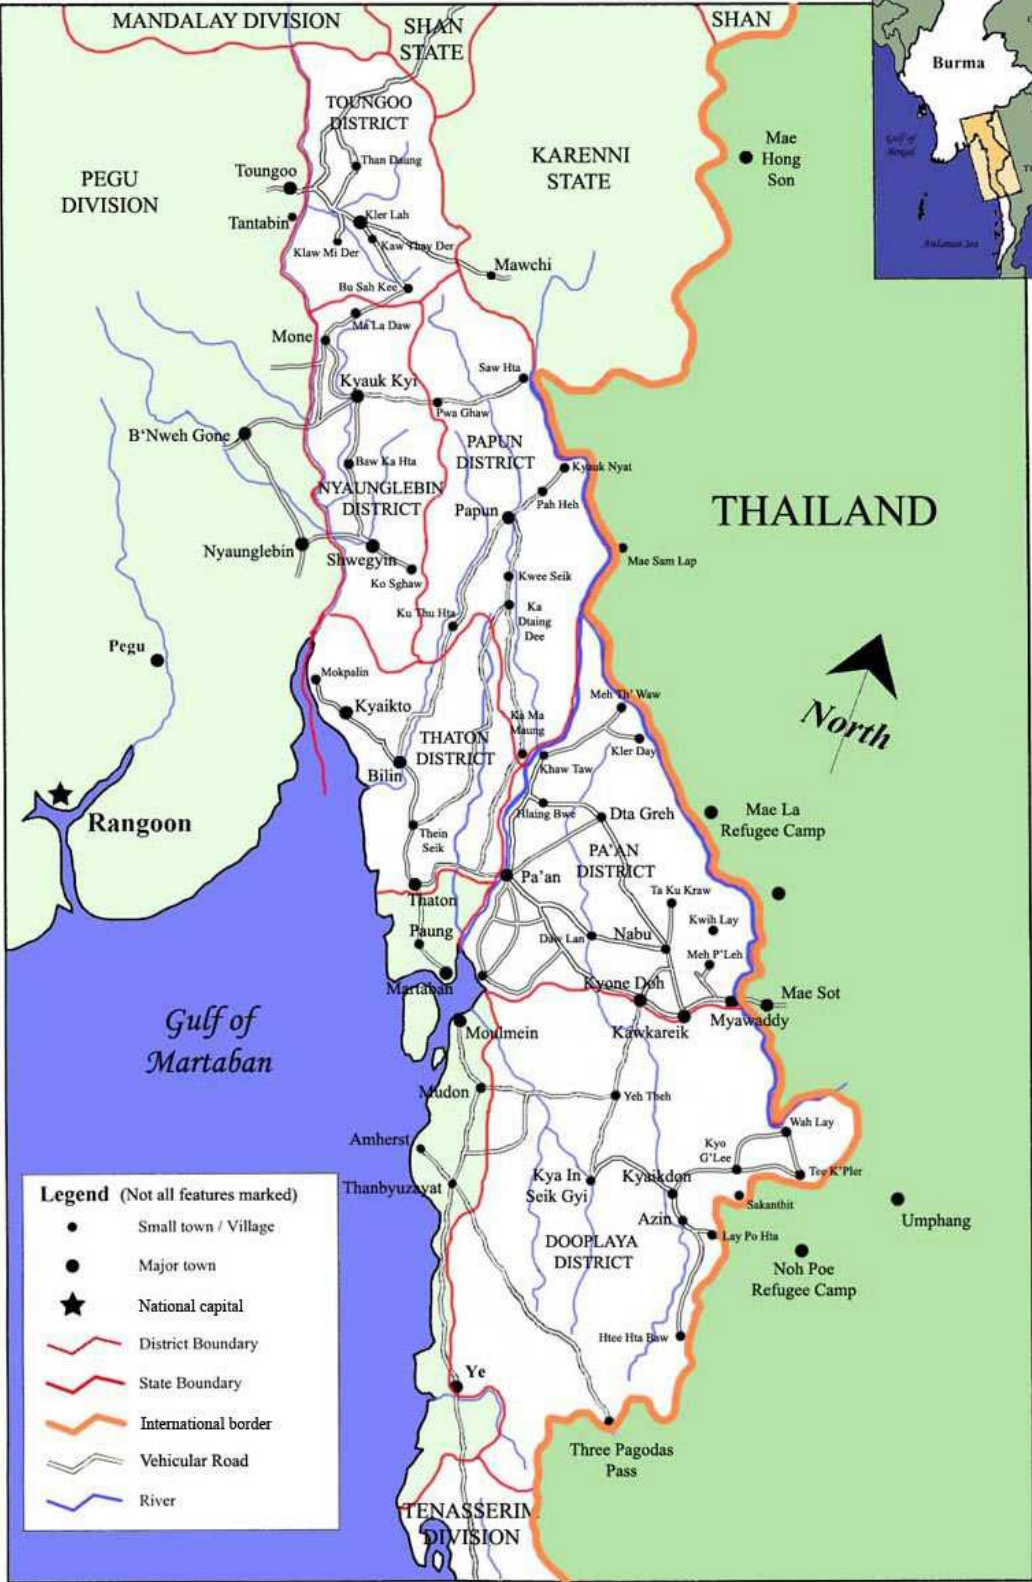 MANDALAY DIVISION
SHAN
STATE
SHAN
Burma
Gulf of
Bengal
Andaman Sea
TOUNGOO
DISTRICT
Mae
Hong
Son
KARENNI
STATE
PEGU
DIVISION
Than Daung
Toungoo
Tantabin
Kler Lah
Klaw Mi Der
Kaw Thay Der
Mawchi
Bu Sah Kee
Ma La Daw
Mone
Saw Hta
Kyauk Kyi
Pwa Ghaw
B'Nweh Gone
PAPUN
DISTRICT
Baw Ka Hta
Kyauk Nyat
NYAUNGLEBIN
DISTRICT
Pah Heh
Papun
THAILAND
Nyaunglebin
Shwegyin
Mae Sam Lap
Ko Sghaw
Kwee Seik
Ku Thu Hta
Ka
Dtaing
Dee
Pegu
Mokpalin
Meh Th' Waw
North
Kyaikto
Ka Ma
Maung
THATON
DISTRICT
Kler Day
Khaw Taw
Bilin
Rangoon
Hlaing Bwe
Dta Greh
Mae La
Refugee Camp
Thein
Seik
PA'AN
DISTRICT
Pa'an
Ta Ku Kraw
Thaton
Kwih Lay
Paung
Daw Lan
Nabu
Meh P'Leh
Martaban
Kyone Doh
Mae Sot
Gulf of
Martaban
Moulmein
Kawkareik
Myawaddy
Mudon
Yeh Theh
Wah Lay
Amherst
Kyo
G'Lee
Thanbyuzayat
Kya In
Seik Gyi
Kyaikdon
Tee K'Pler
Sakanthit
Umphang
Azin
Lay Po Hta
DOOPLAYA
DISTRICT
Noh Poe
Refugee Camp
Htee Hta Baw
Ye
Three Pagodas
Pass
TENASSERIM
DIVISION
Legend (Not all features marked)
Small town / Village
Major town
National capital
District Boundary
State Boundary
International border
Vehicular Road
River